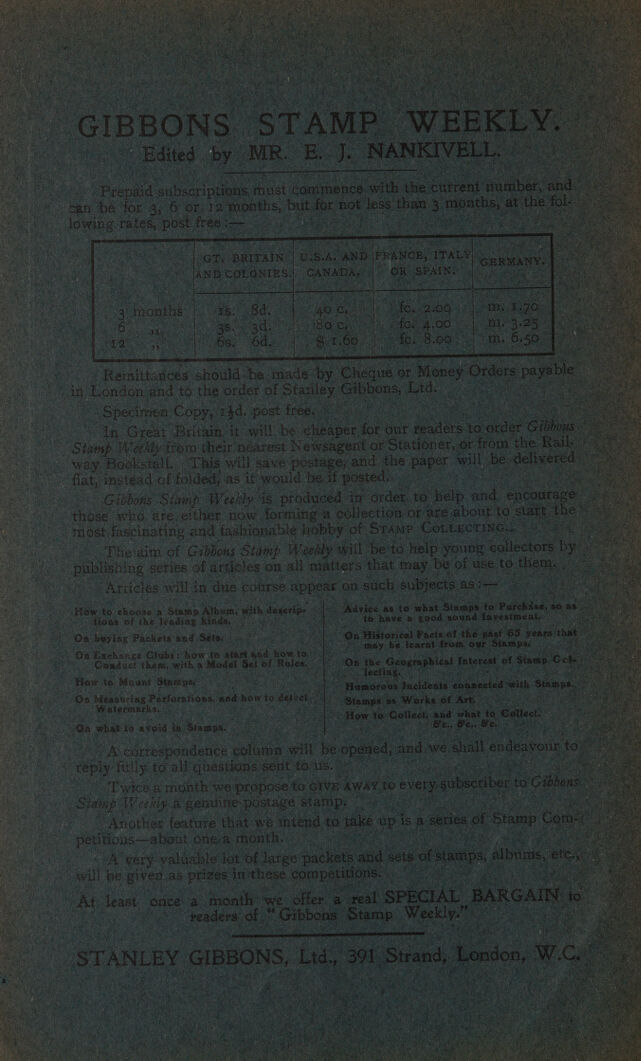 GIBBONS STAMP WEEKLY.
Edited by MR. E. J. NANKIVELL.
Prepaid subscriptions must commence with the current number, and
can be for 3, 6 or 12 months, but for not less than 3 months, at the fol-
lowing rates, post free:—
GT. BRITAIN AND COLONIES. U.S.A. AND CANADA. FRANCE, ITALY OR SPAIN. GERMANY.
3 months 1s. 8d. 40 c. fc. 2.00 m. 1.70
6 „ 3s. 3d. 80 c. fc. 4.00 m. 3.25
12 „ 6s. 6d. $ 1.60 fc. 8.00 m. 6.50
Remittances should be made by Cheque or Money Orders payable
in London and to the order of Stanley Gibbons, Ltd.
Specimen Copy, 1½d. post free.
In Great Britain it will be cheaper for our readers to order Gibbons
Stamp Weekly from their nearest Newsagent or Stationer, or from the Rail-
way Bookstall. This will save postage, and the paper will be delivered
flat, instead of folded, as it would be if posted.
Gibbons Stamp Weekly is produced in order to help and encourage
those who are either now forming a collection or are about to start the
most fascinating and fashionable hobby of STAMP COLLECTING.
The aim of Gibbons Stamp Weekly will be to help young collectors by
publishing series of articles on all matters that may be of use to them.
Articles will in due course appear on such subjects as:—
How to choose a Stamp Album, with descrip-
tions of the leading kinds.
On buying Packets and Sets.
On Exchange Clubs: how to start and how to
Conduct them, with a Model Set of Rules.
How to Mount Stamps.
On Measuring Perforations, and how to detect
Watermarks.
On what to avoid in Stamps.
Advice as to what Stamps to Purchase, so as
to have a good sound Investment.
On Historical Facts of the past 65 years that
may be learnt from our Stamps.
On the Geographical Interest of Stamp Col-
lecting.
Humorous Incidents connected with Stamps.
Stamps as Works of Art.
How to Collect, and what to Collect.
&c., &c., &c.
A correspondence column will be opened, and we shall endeavour to
reply fully to all questions sent to us.
Twice a month we propose to GIVE AWAY to every subscriber to Gibbons
Stamp Weekly a genuine postage stamp.
Another feature that we intend to take up is a series of Stamp Com-
petitions—about one a month.
A very valuable lot of large packets and sets of stamps, albums, etc.,
will be given as prizes in these competitions.
At least once a month we offer a real SPECIAL BARGAIN to
readers of "Gibbons Stamp Weekly."
STANLEY GIBBONS, Ltd., 391 Strand, London, W.C.